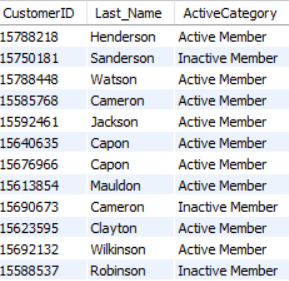 CustomerID Last_Name ActiveCategory
15788218 Henderson Active Member
15750181 Sanderson Inactive Member
15788448 Watson Active Member
15585768 Cameron Active Member
15592461 Jackson Active Member
15640635 Capon Active Member
15676966 Capon Active Member
15613854 Mauldon Active Member
15690673 Cameron Inactive Member
15623595 Clayton Active Member
15692132 Wilkinson Active Member
15588537 Robinson Inactive Member